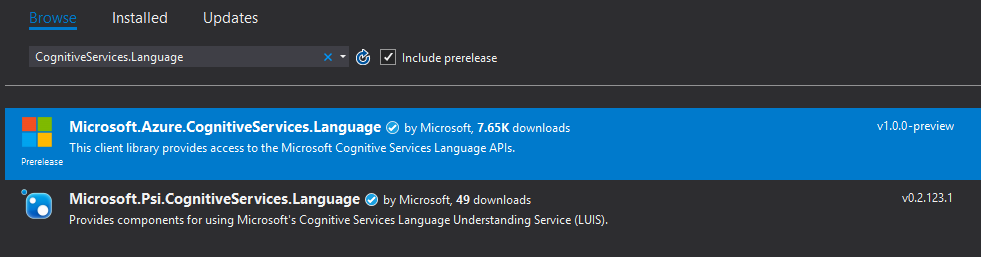 Browse Installed Updates
CognitiveServices.Language Include prerelease
Microsoft.Azure.CognitiveServices.Language by Microsoft, 7.65K downloads v1.0.0-preview
This client library provides access to the Microsoft Cognitive Services Language APIs.
Prerelease
Microsoft.Psi.CognitiveServices.Language by Microsoft, 49 downloads v0.2.123.1
Provides components for using Microsoft's Cognitive Services Language Understanding Service (LUIS).